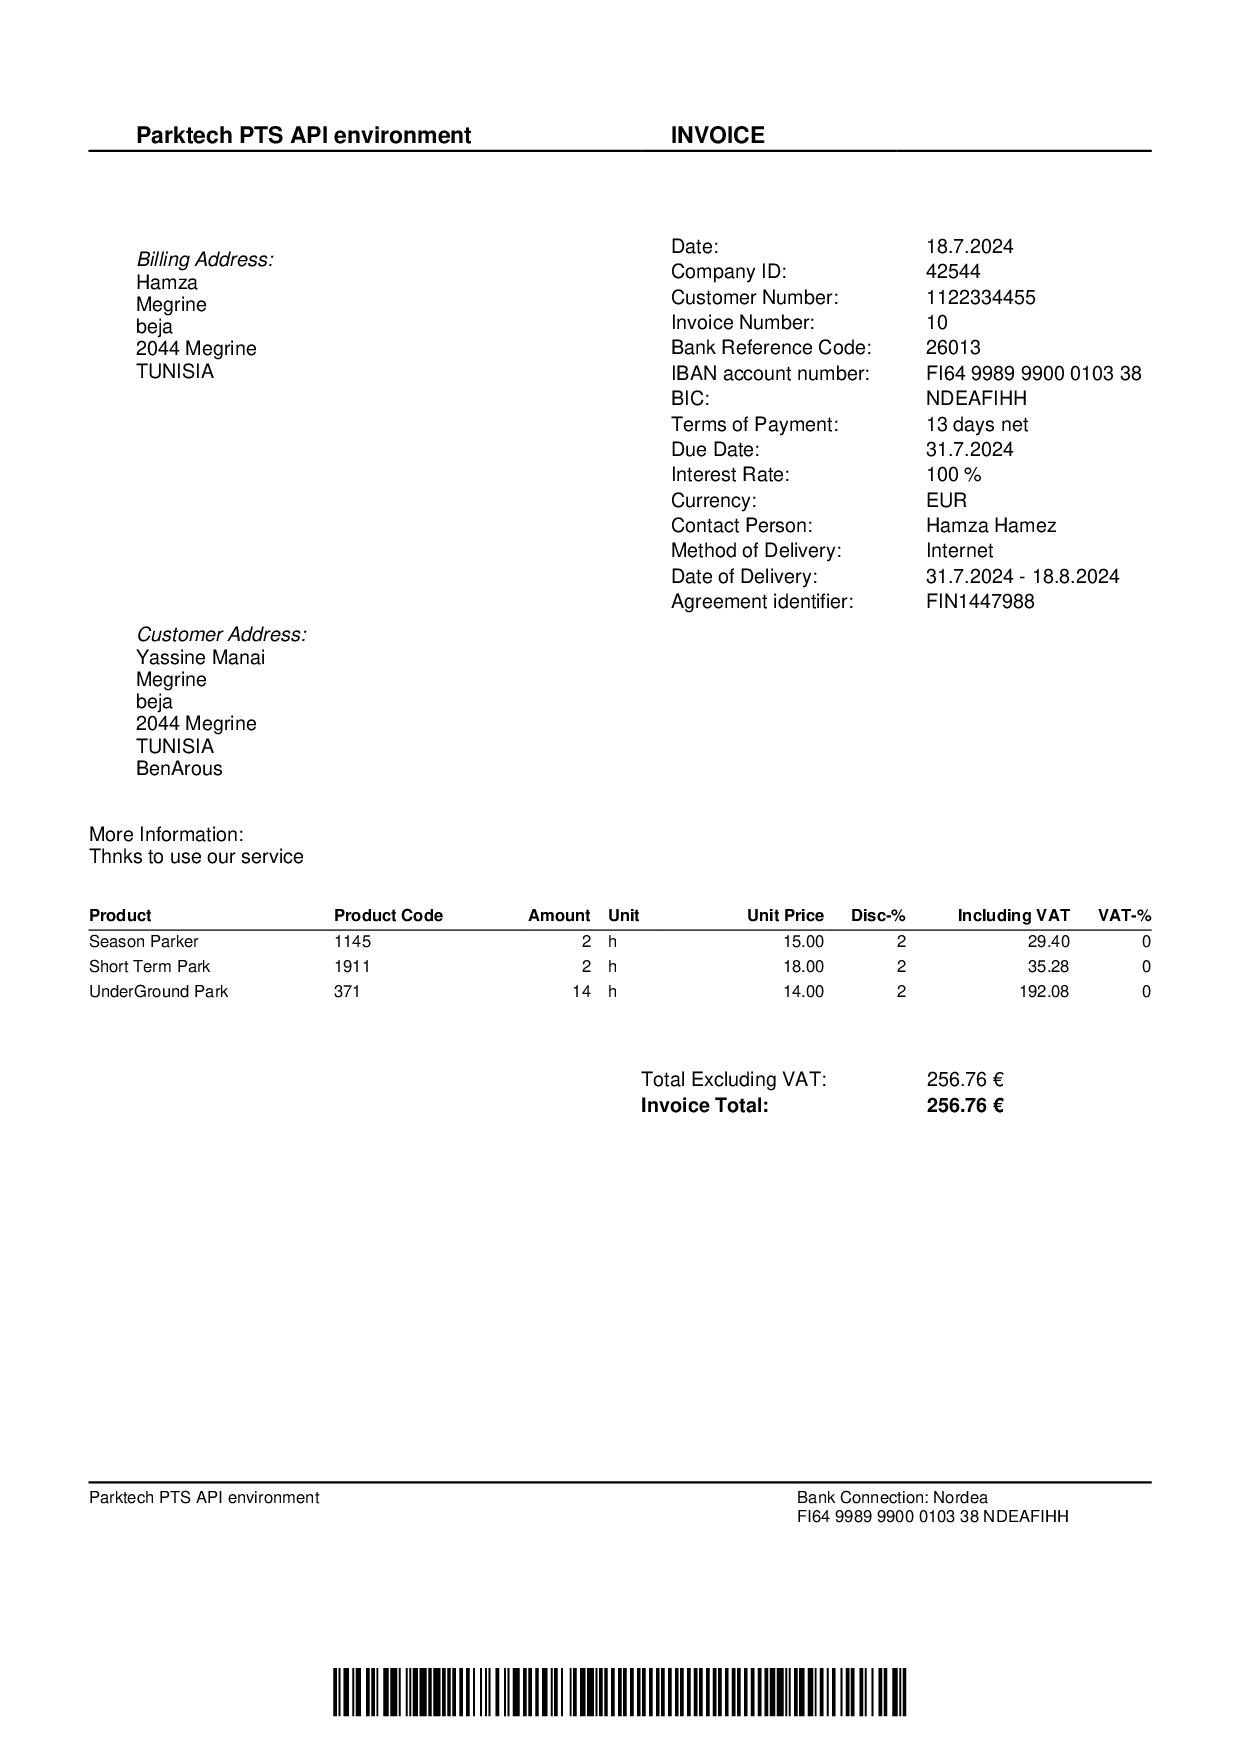 Parktech PTS API environment INVOICE
Billing Address:
Hamza
Megrine
beja
2044 Megrine
TUNISIA
Date: 18.7.2024
Company ID: 42544
Customer Number: 1122334455
Invoice Number: 10
Bank Reference Code: 26013
IBAN account number: FI64 9989 9900 0103 38
BIC: NDEAFIHH
Terms of Payment: 13 days net
Due Date: 31.7.2024
Interest Rate: 100 %
Currency: EUR
Contact Person: Hamza Hamez
Method of Delivery: Internet
Date of Delivery: 31.7.2024 - 18.8.2024
Agreement identifier: FIN1447988
Customer Address:
Yassine Manai
Megrine
beja
2044 Megrine
TUNISIA
BenArous
More Information:
Thnks to use our service
Product Product Code Amount Unit Unit Price Disc-% Including VAT VAT-%
Season Parker 1145 2 h 15.00 2 29.40 0
Short Term Park 1911 2 h 18.00 2 35.28 0
UnderGround Park 371 14 h 14.00 2 192.08 0
Total Excluding VAT: 256.76 €
Invoice Total: 256.76 €
Parktech PTS API environment
Bank Connection: Nordea
FI64 9989 9900 0103 38 NDEAFIHH